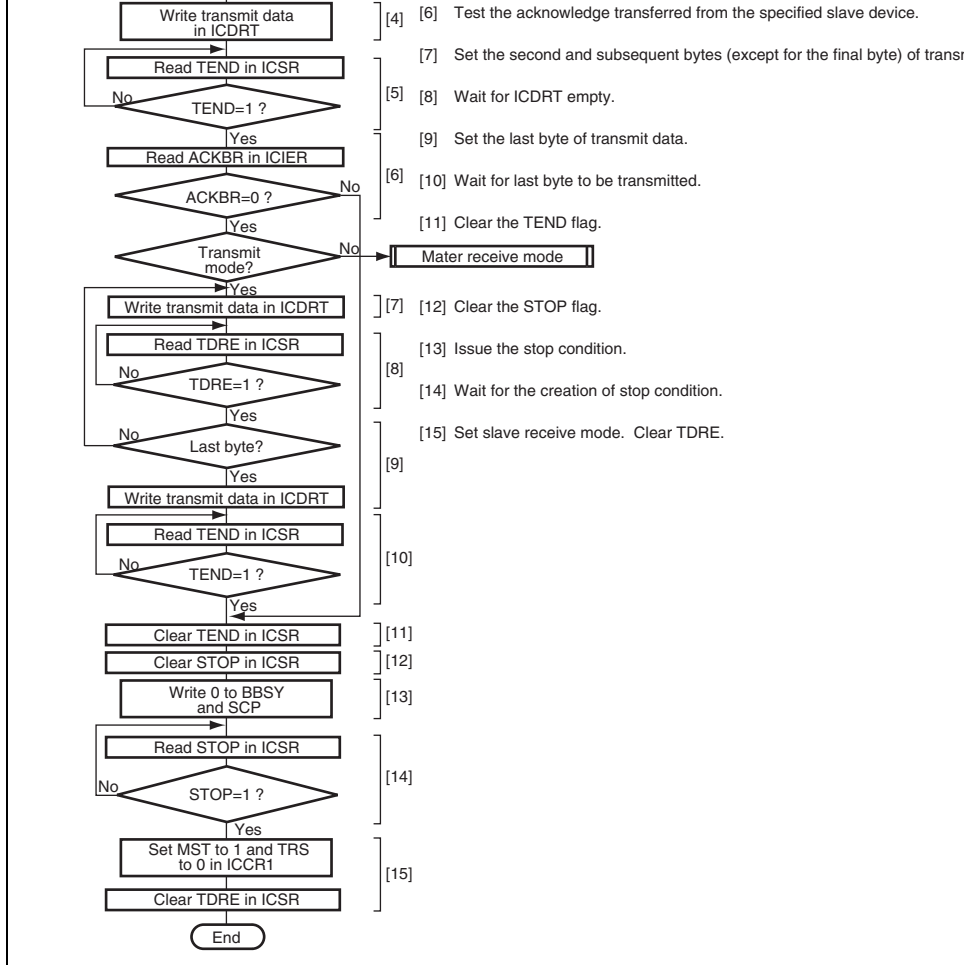 Write transmit data
in ICDRT
[4]
[6] Test the acknowledge transferred from the specified slave device.
[7] Set the second and subsequent bytes (except for the final byte) of
Read TEND in ICSR
No
TEND=1 ?
[5]
[8] Wait for ICDRT empty.
Yes
[9] Set the last byte of transmit data.
Read ACKBR in ICIER
[6]
[10] Wait for last byte to be transmitted.
No
ACKBR=0 ?
Yes
[11] Clear the TEND flag.
Transmit
mode?
No
Mater receive mode
Yes
Write transmit data in ICDRT
[7]
[12] Clear the STOP flag.
Read TDRE in ICSR
[13] Issue the stop condition.
No
TDRE=1 ?
[8]
[14] Wait for the creation of stop condition.
Yes
No
Last byte?
[15] Set slave receive mode. Clear TDRE.
[9]
Yes
Write transmit data in ICDRT
Read TEND in ICSR
No
TEND=1 ?
[10]
Yes
Clear TEND in ICSR
[11]
Clear STOP in ICSR
[12]
Write 0 to BBSY
and SCP
[13]
Read STOP in ICSR
No
STOP=1 ?
[14]
Yes
Set MST to 1 and TRS
to 0 in ICCR1
[15]
Clear TDRE in ICSR
End